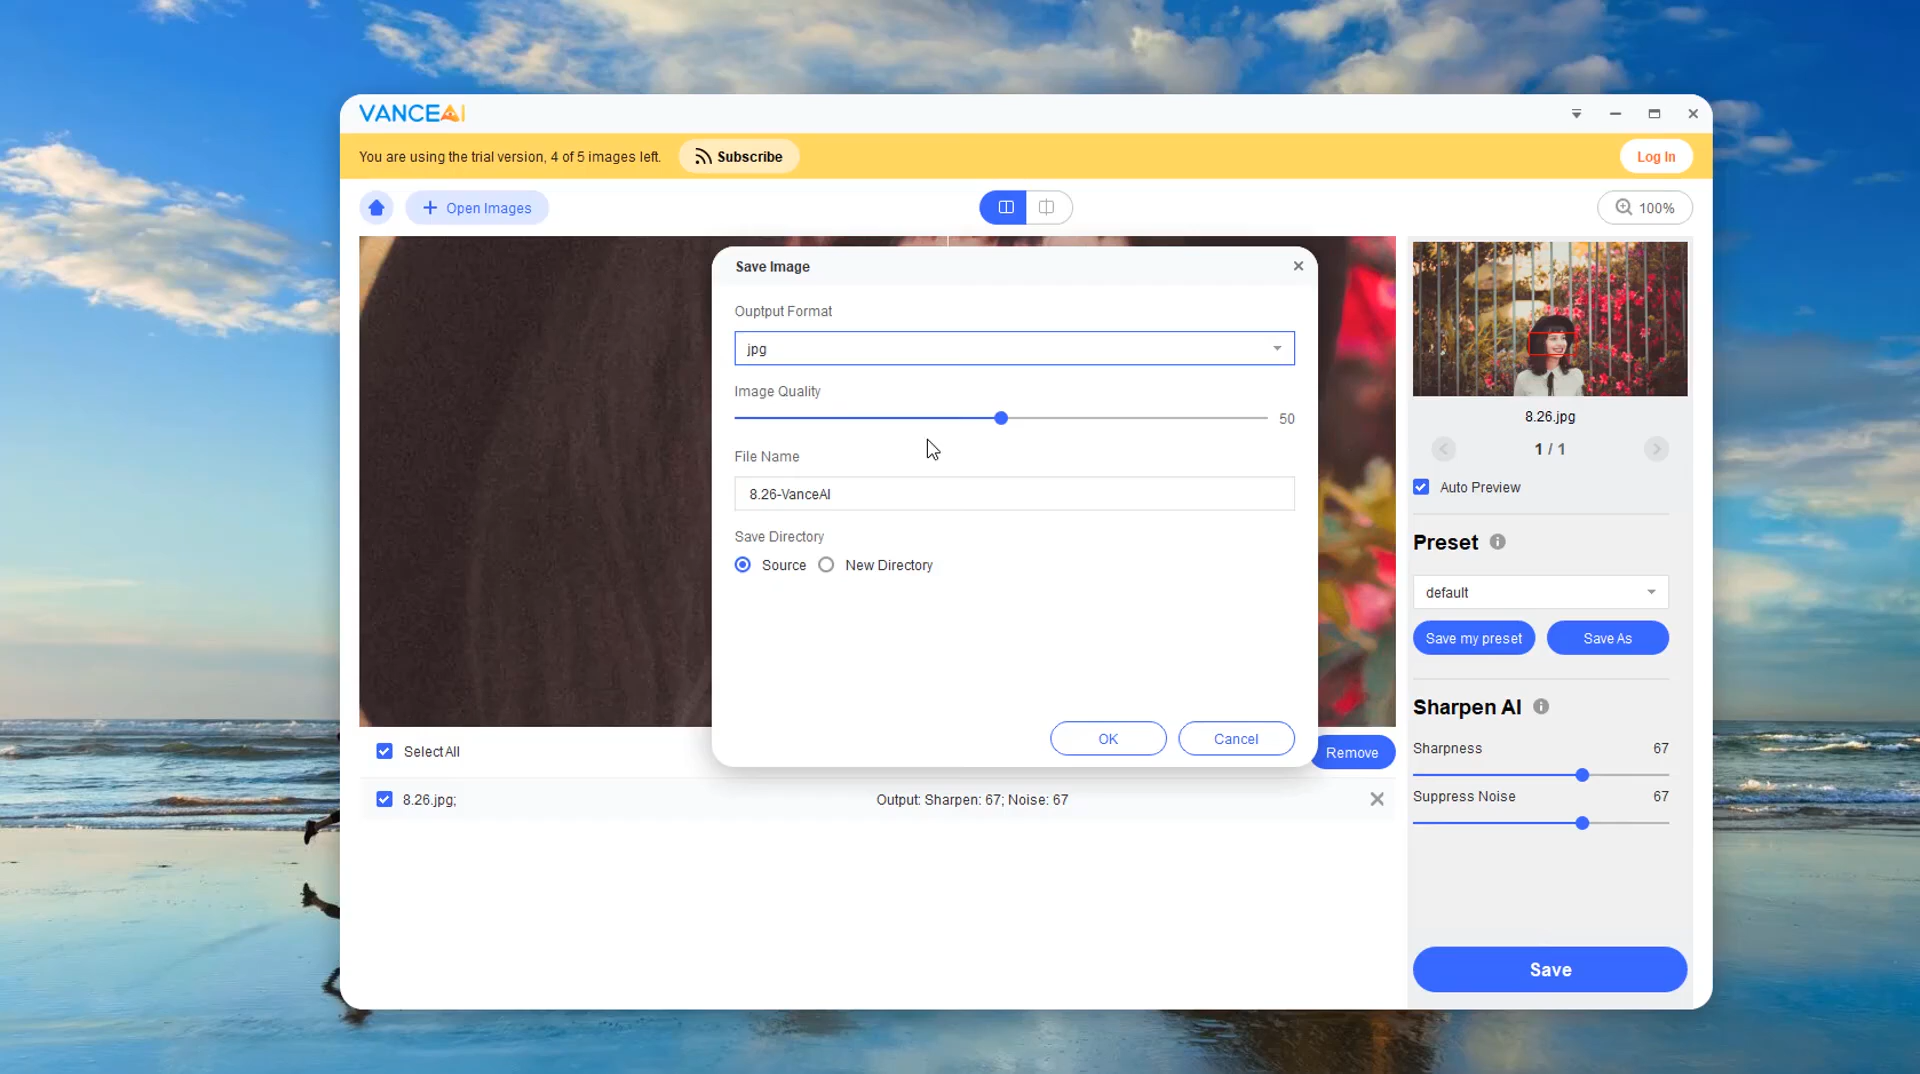 VANCEAI
You are using the trial version, 4 of 5 images left.
Subscribe
Log In
Open Images
100%
Save Image
Ouptput Format
jpg
Image Quality
50
File Name
8.26-VanceAI
Save Directory
Source
New Directory
OK
Cancel
8.26.jpg
1 / 1
Auto Preview
Preset
default
Save my preset
Save As
Sharpen AI
Sharpness
67
Suppress Noise
67
Select All
Remove
8.26.jpg;
Output: Sharpen: 67; Noise: 67
Save